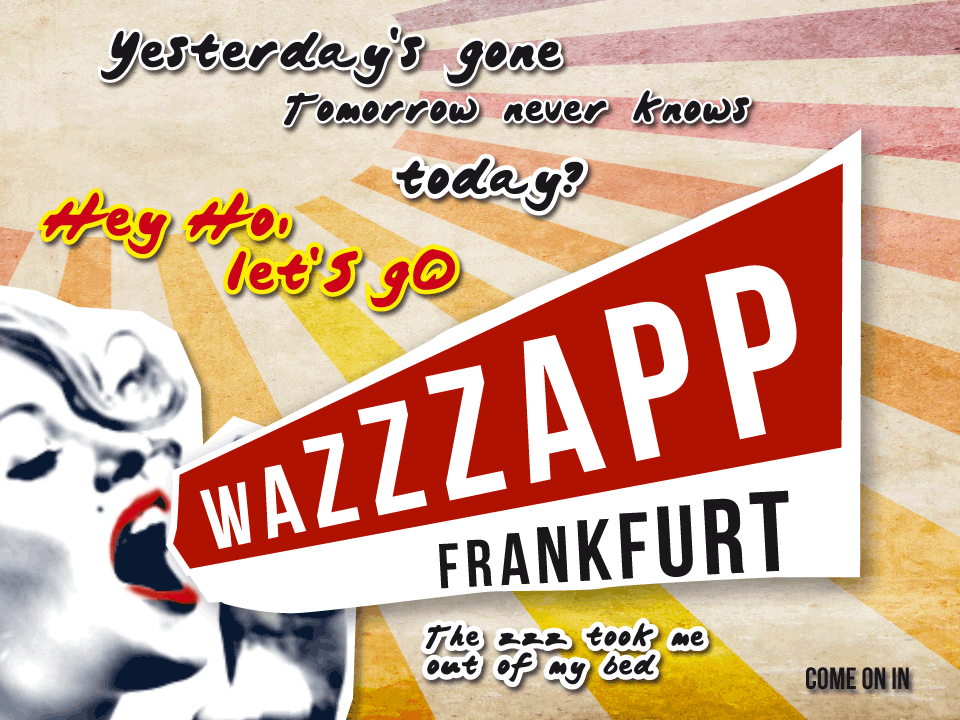 Yesterday's gone
Tomorrow never knows
today?
Hey Ho,
let's go
WAZZZAPP
FRANKFURT
The zzz took me
out of my bed
COME ON IN